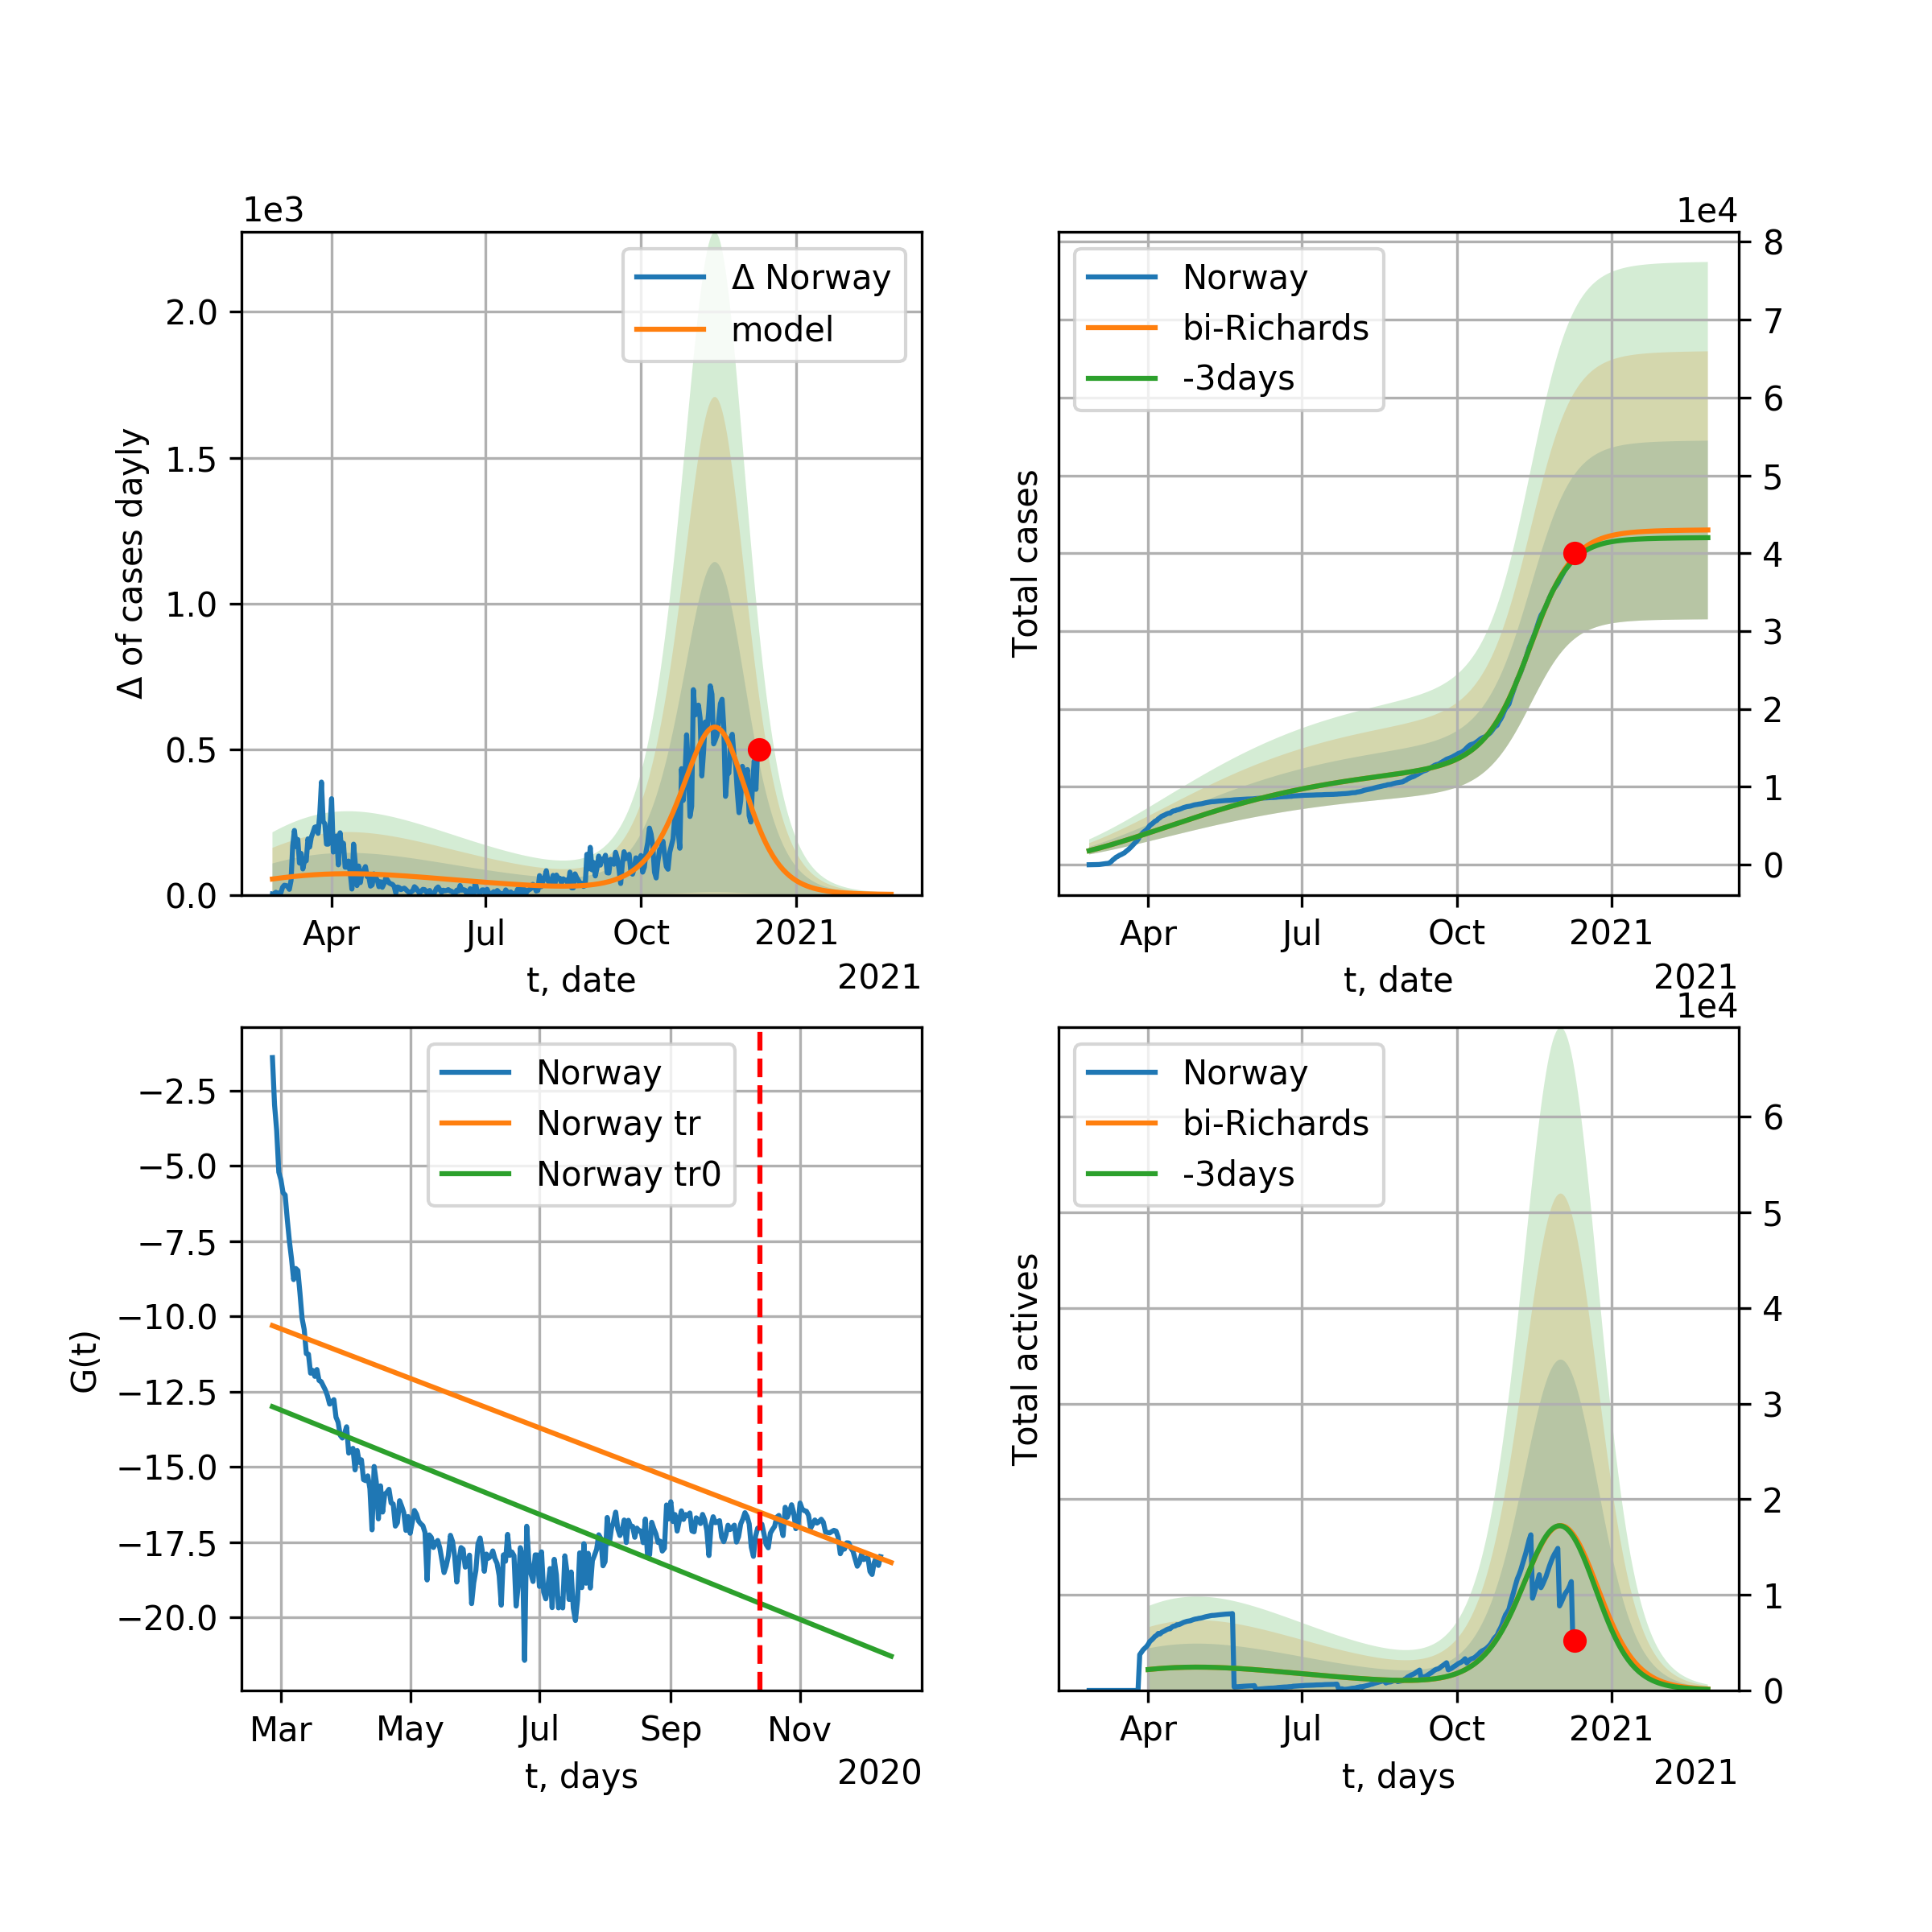 1e3
Δ of cases dayly
2.0
1.5
1.0
0.5
0.0
Δ Norway
model
Apr Jul Oct 2021
t, date
2021
1e4
Total cases
Norway
bi-Richards
-3days
8
7
6
5
4
3
2
1
0
Apr Jul Oct 2021
t, date
2021
G(t)
−2.5
−5.0
−7.5
−10.0
−12.5
−15.0
−17.5
−20.0
Norway
Norway tr
Norway tr0
Mar May Jul Sep Nov
t, days
2020
1e4
Total actives
Norway
bi-Richards
-3days
6
5
4
3
2
1
0
Apr Jul Oct 2021
t, days
2021